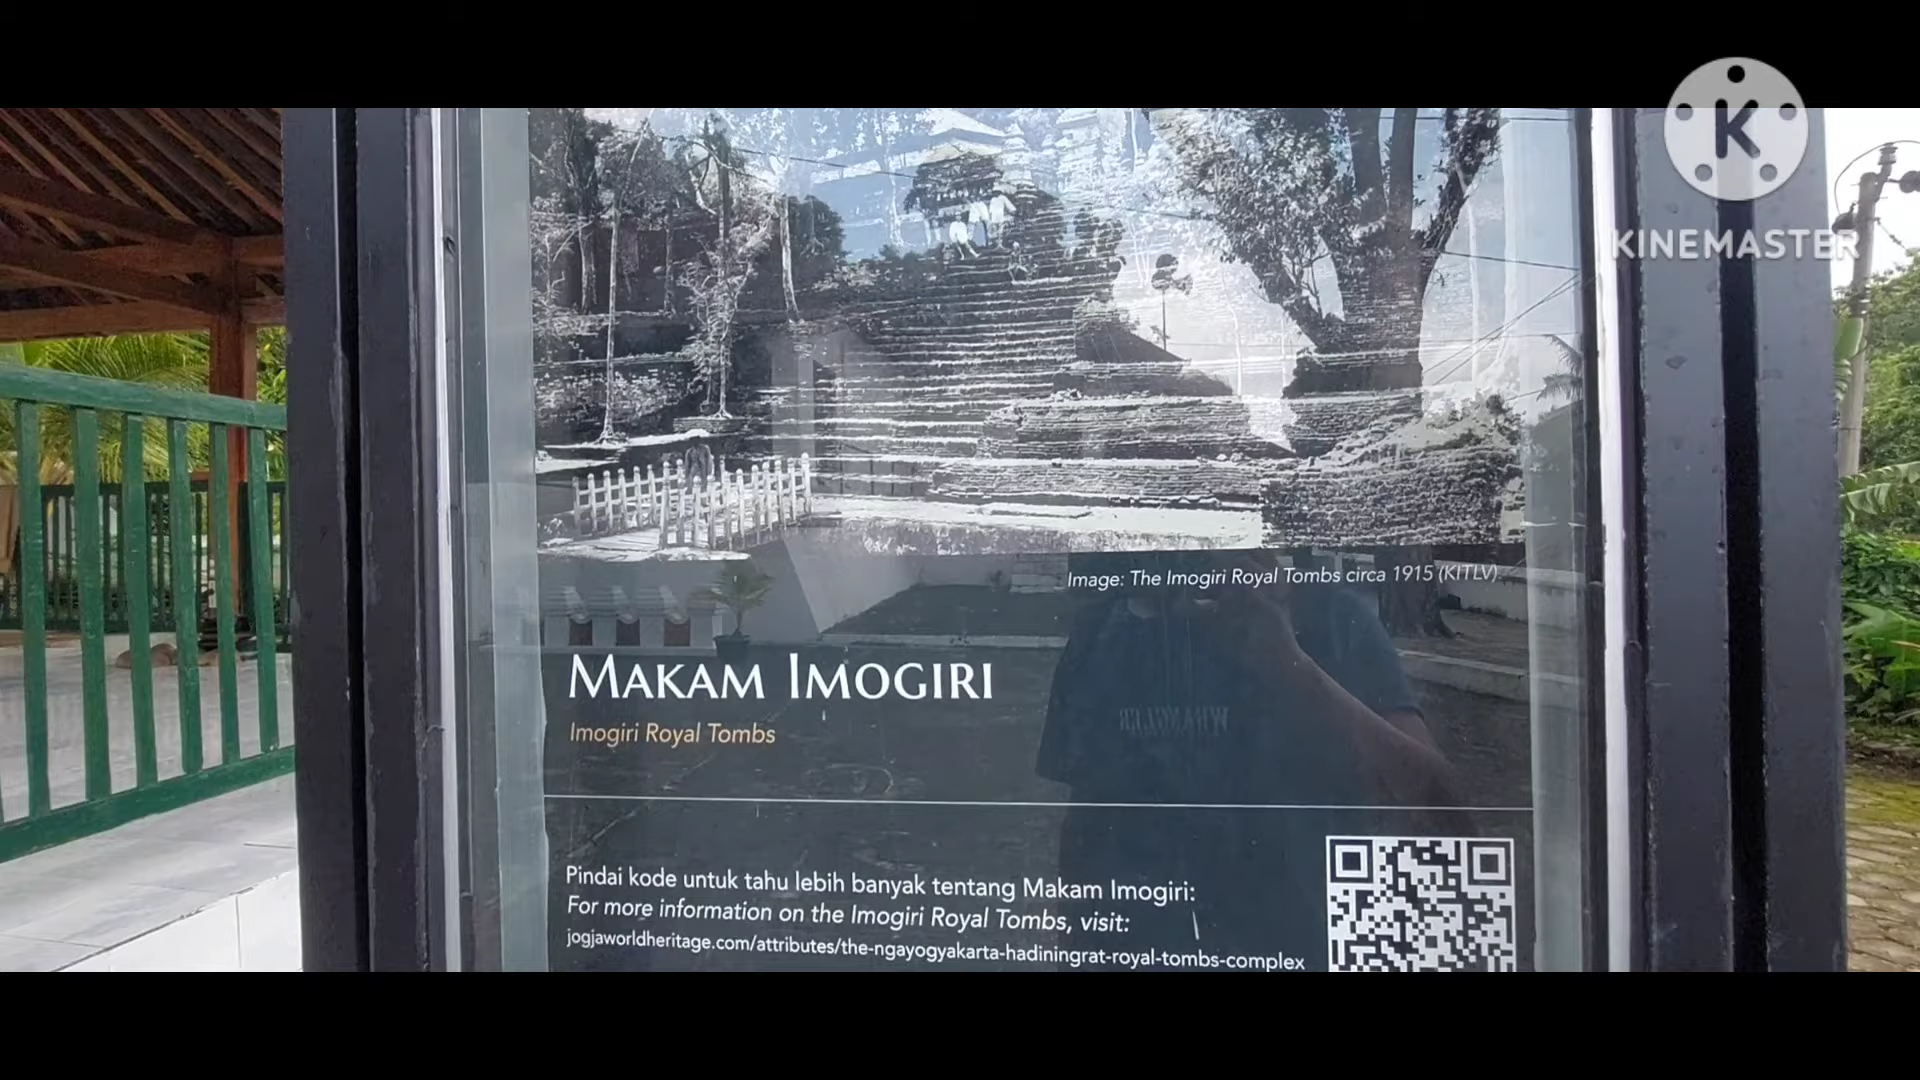 K
KINEMASTER
Image: The Imogiri Royal Tombs circa 1915 (KITLV)
MAKAM IMOGIRI
Imogiri Royal Tombs
WRANGLER
Pindai kode untuk tahu lebih banyak tentang Makam Imogiri:
For more information on the Imogiri Royal Tombs, visit:
jogjaworldheritage.com/attributes/the-ngayogyakarta-hadiningrat-royal-tombs-complex